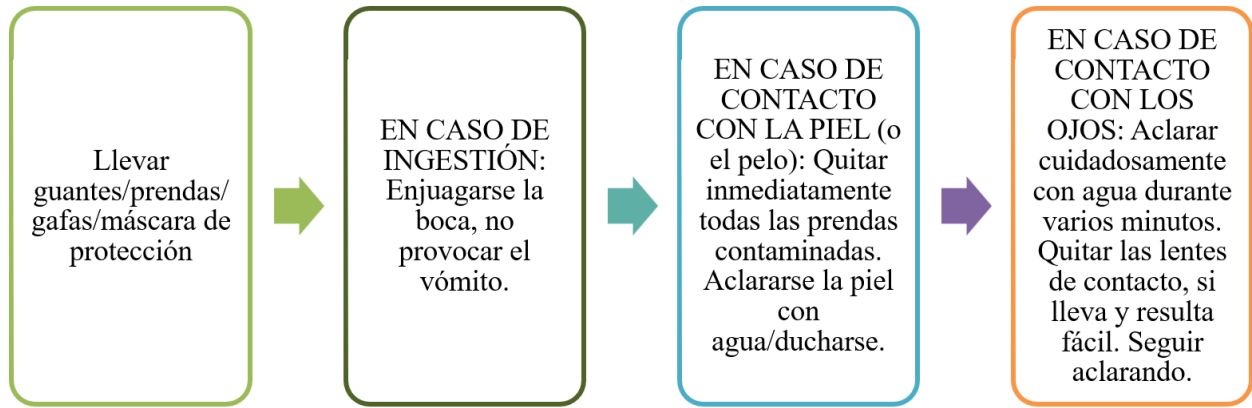 Llevar
guantes/prendas/
gafas/máscara de
protección
EN CASO DE
INGESTIÓN:
Enjuagarse la
boca, no
provocar el
vómito.
EN CASO DE
CONTACTO
CON LA PIEL (o
el pelo): Quitar
inmediatamente
todas las prendas
contaminadas.
Aclararse la piel
con
agua/ducharse.
EN CASO DE
CONTACTO
CON LOS
OJOS: Aclarar
cuidadosamente
con agua durante
varios minutos.
Quitar las lentes
de contacto, si
lleva y resulta
fácil. Seguir
aclarando.